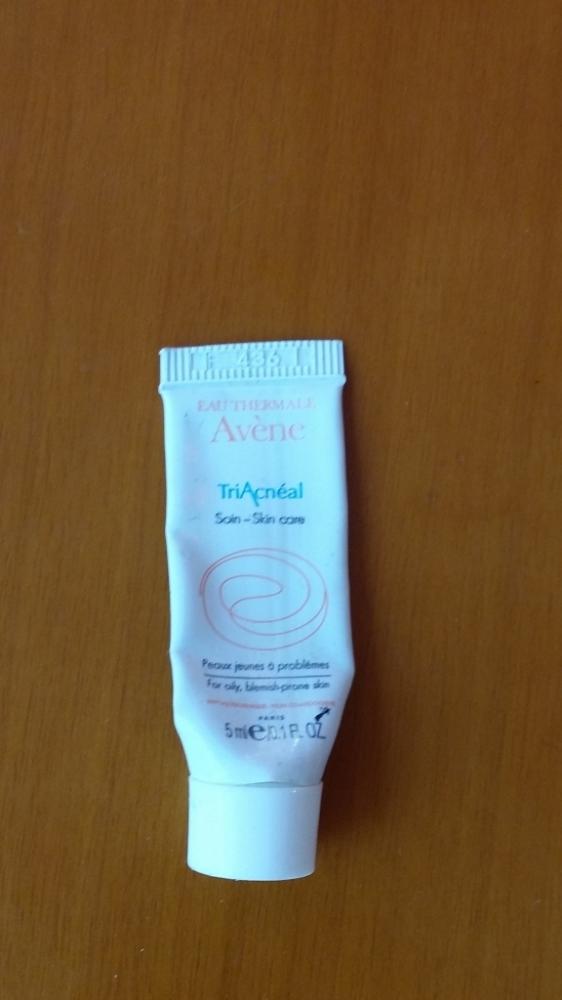 436
EAU THERMALE
Avène
TriAcnéal
Soin - Skin care
Peaux jeunes à problèmes
For oily, blemish-prone skin
PARIS
5 ml e/0.1 Fl. OZ